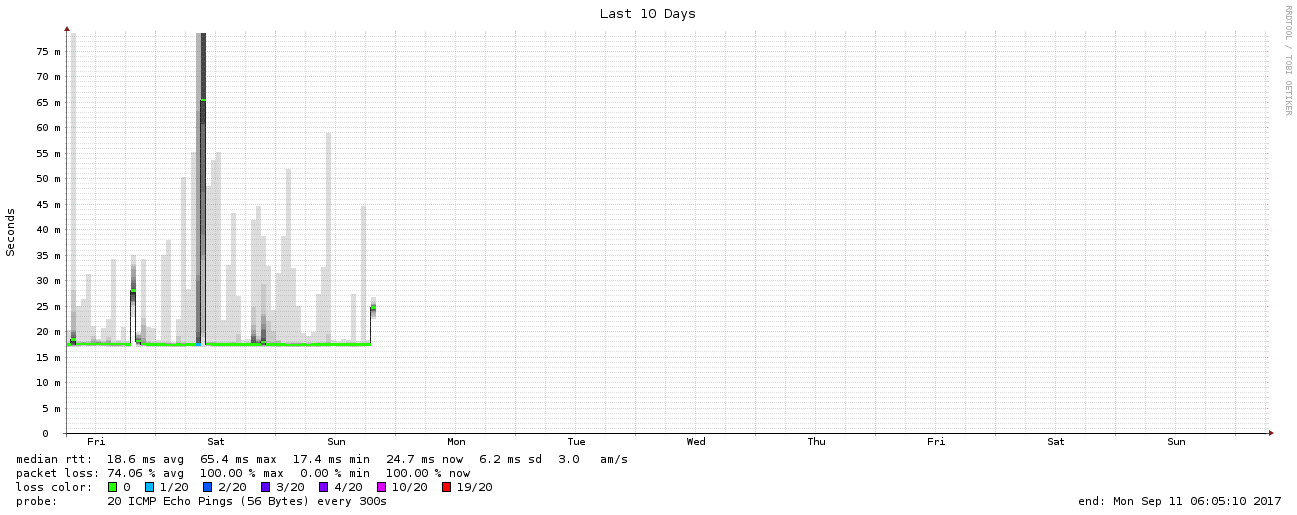 Last 10 Days
RRDTOOL / TOBI OETIKER
Seconds
75 m
70 m
65 m
60 m
55 m
50 m
45 m
40 m
35 m
30 m
25 m
20 m
15 m
10 m
5 m
0
Fri Sat Sun Mon Tue Wed Thu Fri Sat Sun
median rtt: 18.6 ms avg 65.4 ms max 17.4 ms min 24.7 ms now 6.2 ms sd 3.0 am/s
packet loss: 74.06 % avg 100.00 % max 0.00 % min 100.00 % now
loss color: 0 1/20 2/20 3/20 4/20 10/20 19/20
probe: 20 ICMP Echo Pings (56 Bytes) every 300s end: Mon Sep 11 06:05:10 2017